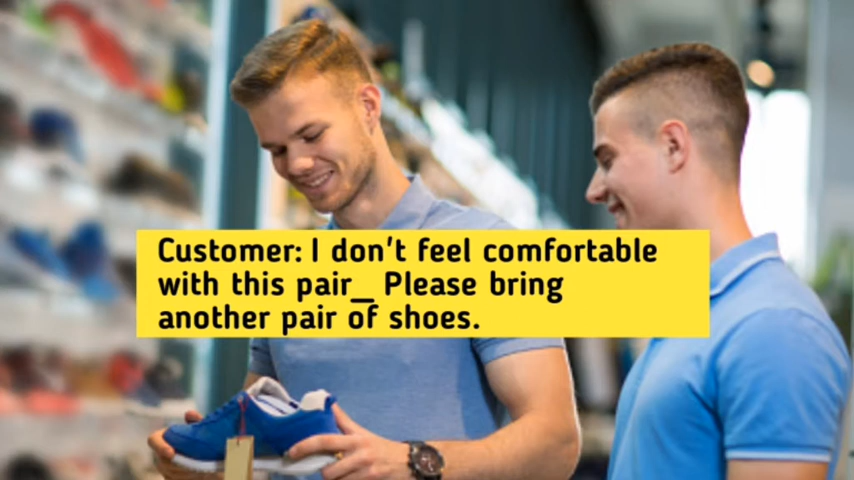 Customer: I don't feel comfortable
with this pair_ Please bring
another pair of shoes.